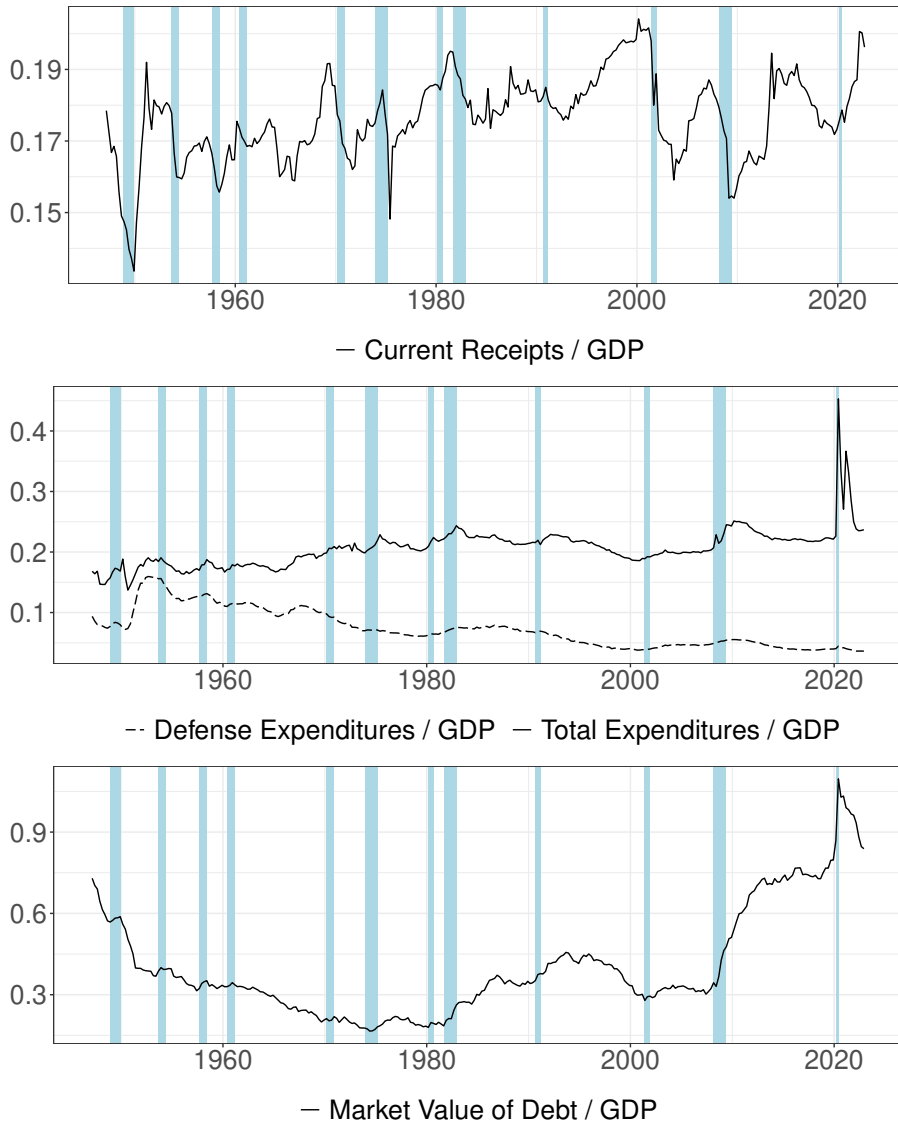 0.19
0.17
0.15
1960 1980 2000 2020
Current Receipts / GDP
0.4
0.3
0.2
0.1
1960 1980 2000 2020
Defense Expenditures / GDP Total Expenditures / GDP
0.9
0.6
0.3
1960 1980 2000 2020
Market Value of Debt / GDP